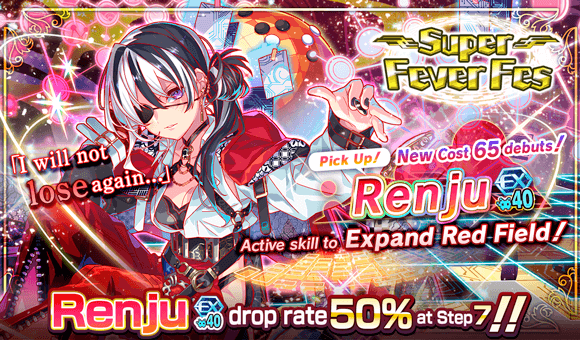 Super
Fever Fes
「I will not
lose again...」
Pick Up! New Cost 65 debuts!
Renju EX 40
Active skill to Expand Red Field!
Renju EX 40 drop rate 50% at Step 7!!